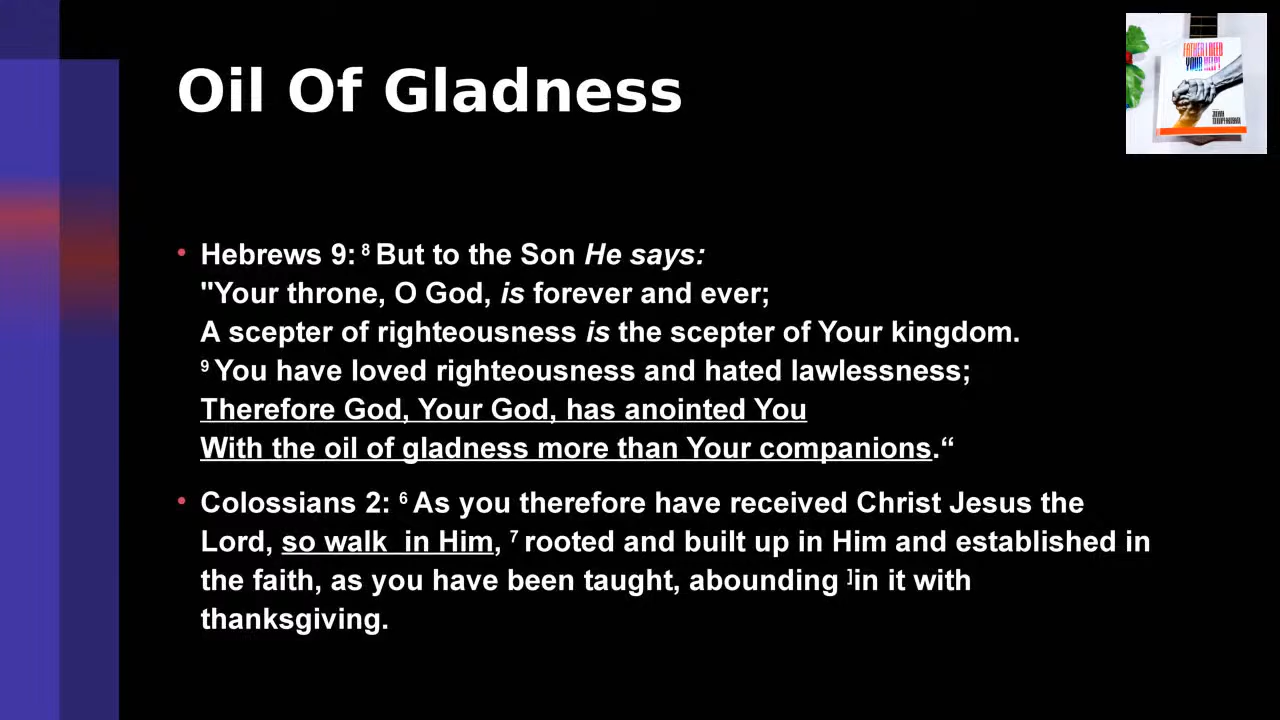 Oil Of Gladness
FATHER I NEED
YOUR HELP!
• Hebrews 9: 8 But to the Son He says:
"Your throne, O God, is forever and ever;
A scepter of righteousness is the scepter of Your kingdom.
9 You have loved righteousness and hated lawlessness;
Therefore God, Your God, has anointed You
With the oil of gladness more than Your companions.“
• Colossians 2: 6 As you therefore have received Christ Jesus the
Lord, so walk  in Him, 7 rooted and built up in Him and established in
the faith, as you have been taught, abounding ]in it with
thanksgiving.